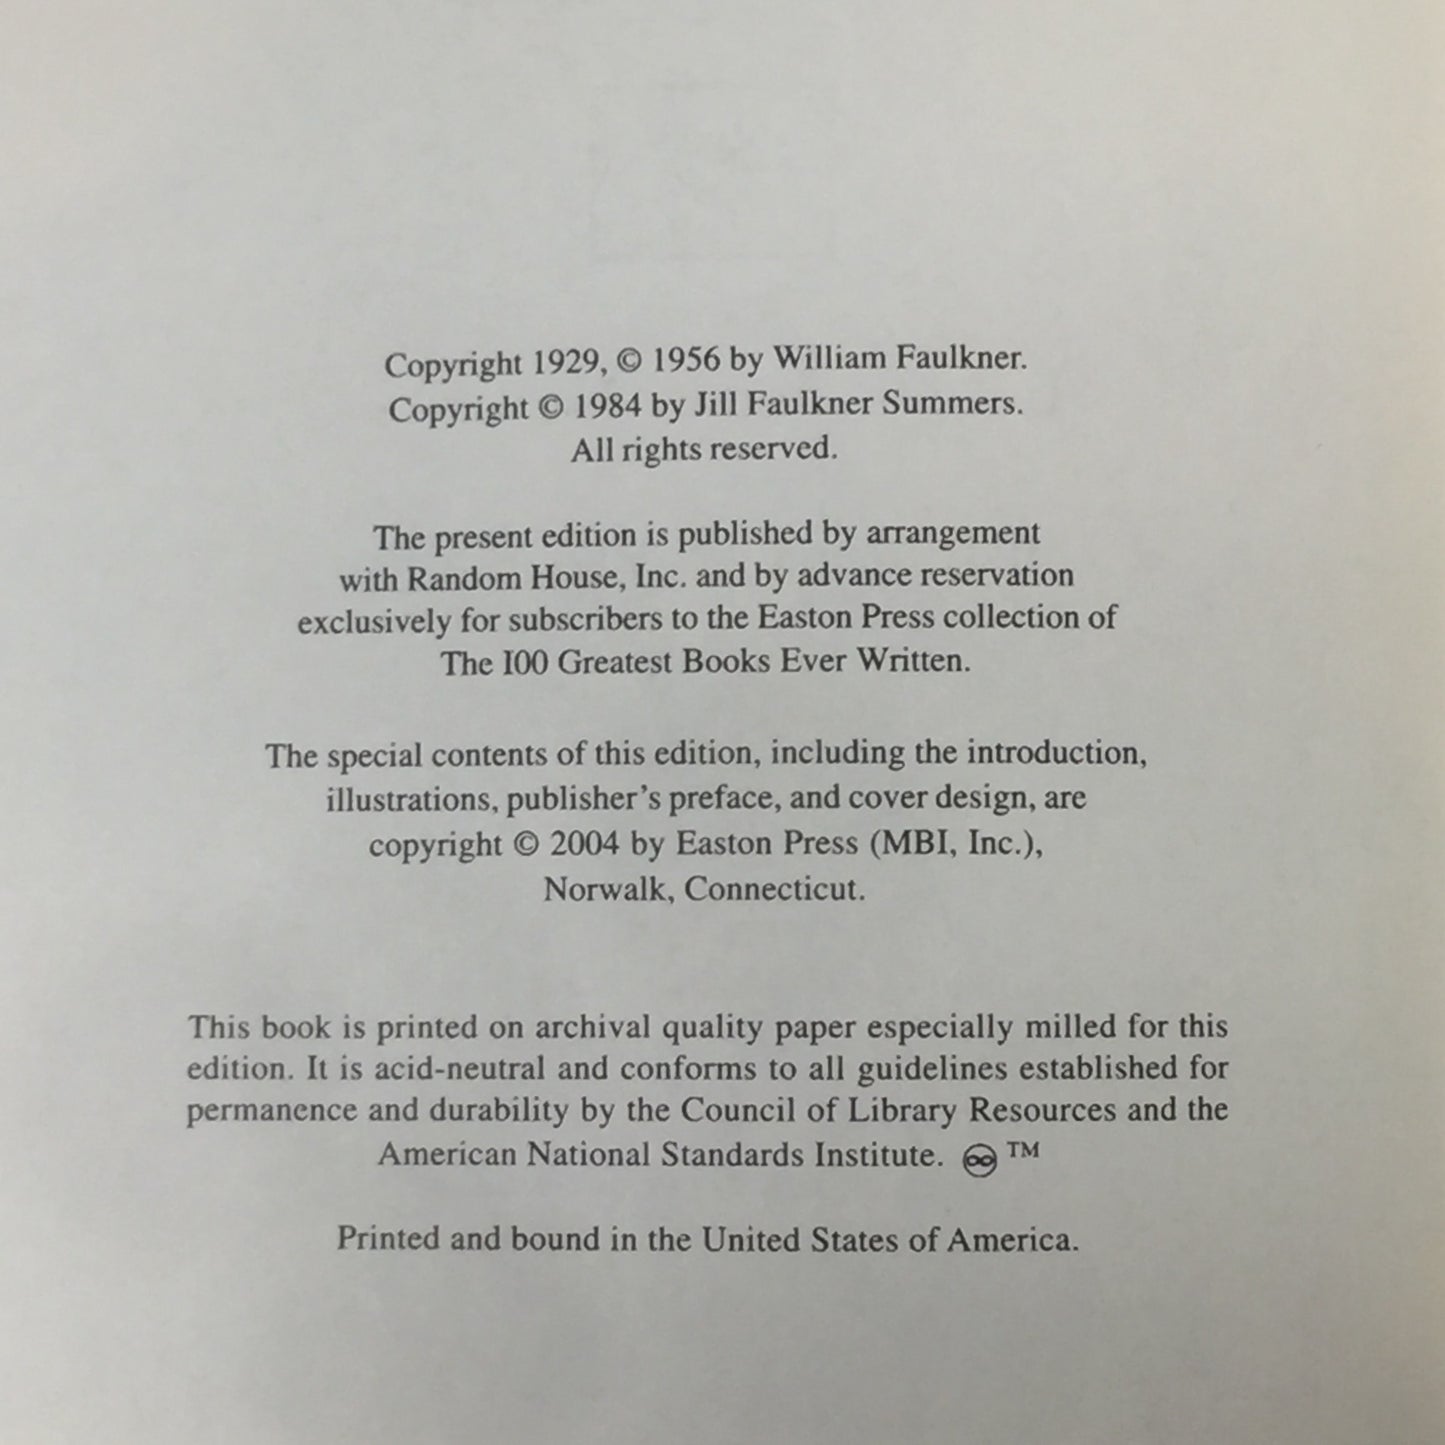 Copyright 1929, © 1956 by William Faulkner.
Copyright © 1984 by Jill Faulkner Summers.
All rights reserved.
The present edition is published by arrangement
with Random House, Inc. and by advance reservation
exclusively for subscribers to the Easton Press collection of
The I00 Greatest Books Ever Written.
The special contents of this edition, including the introduction,
illustrations, publisher's preface, and cover design, are
copyright © 2004 by Easton Press (MBI, Inc.),
Norwalk, Connecticut.
This book is printed on archival quality paper especially milled for this
edition. It is acid-neutral and conforms to all guidelines established for
permanence and durability by the Council of Library Resources and the
American National Standards Institute. ♾ ™
Printed and bound in the United States of America.